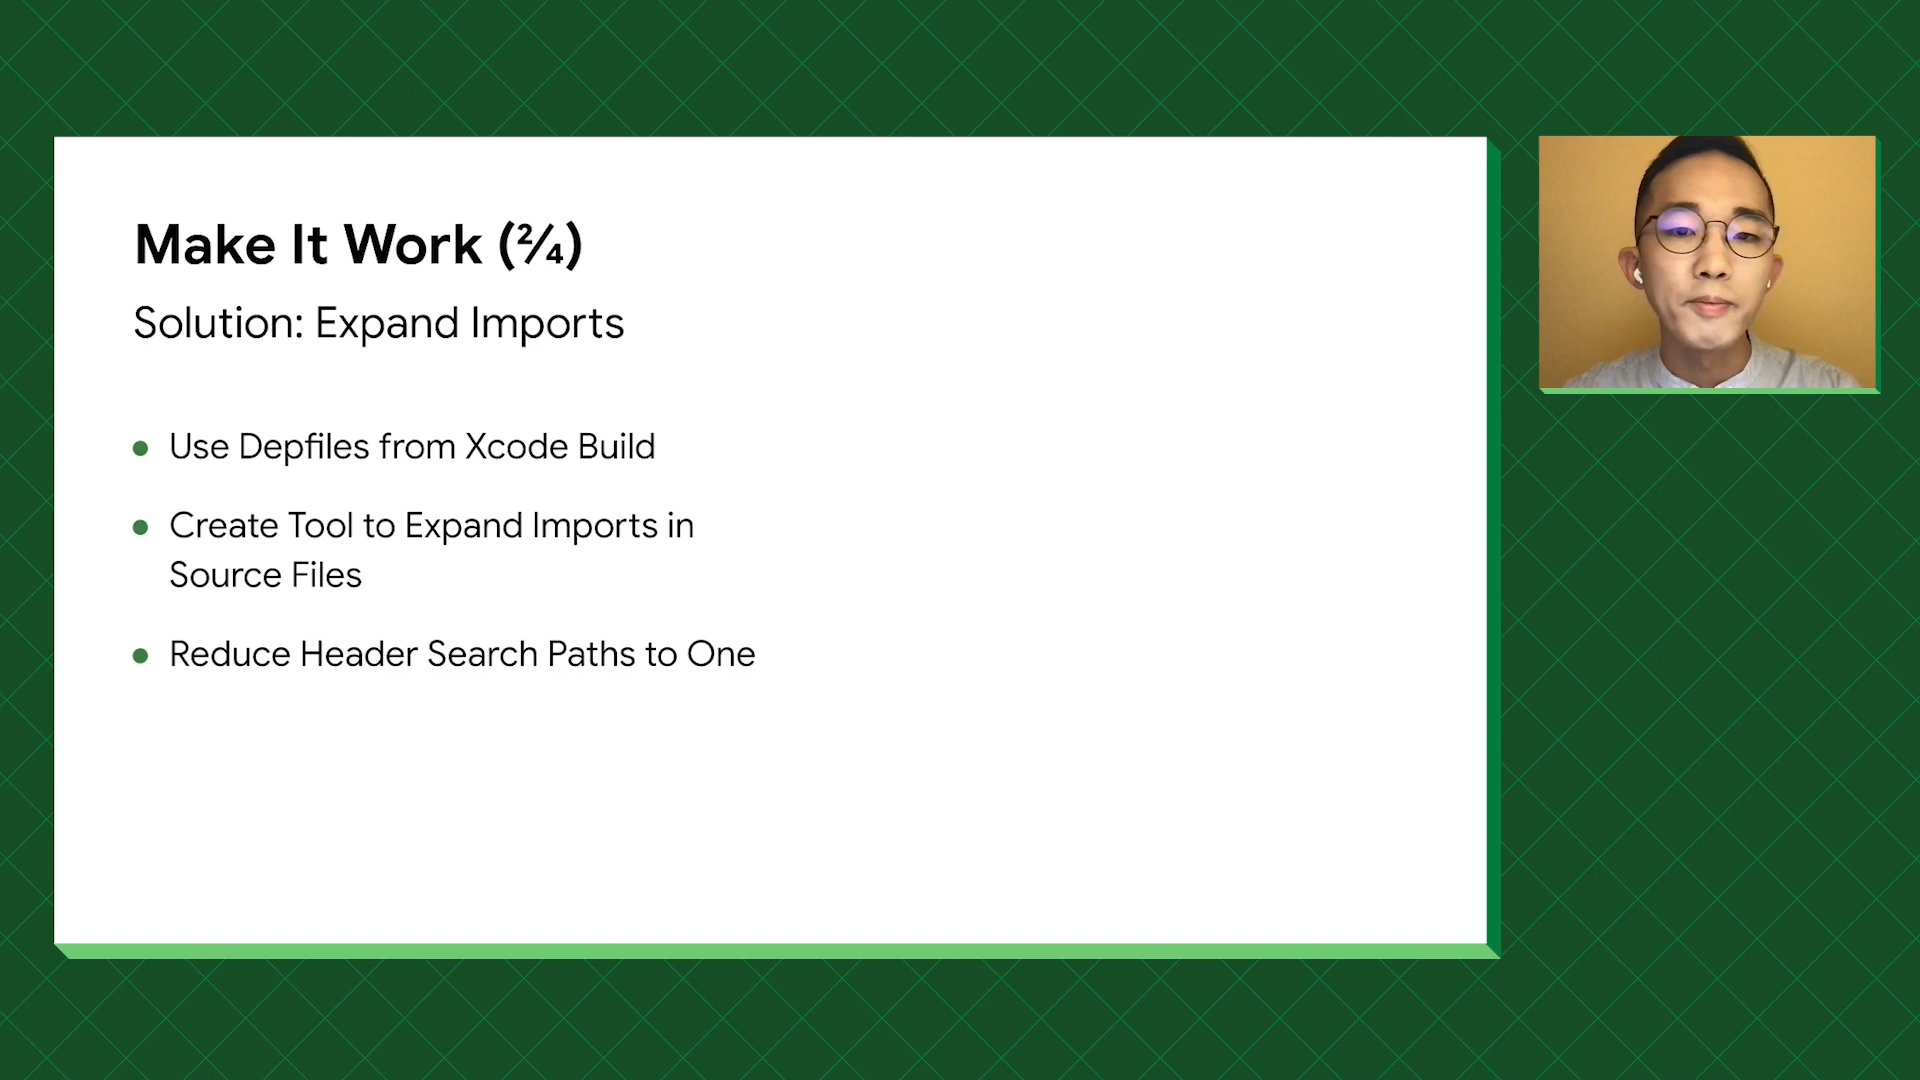 Make It Work (2⁄4)
Solution: Expand Imports
Use Depfiles from Xcode Build
Create Tool to Expand Imports in
Source Files
Reduce Header Search Paths to One